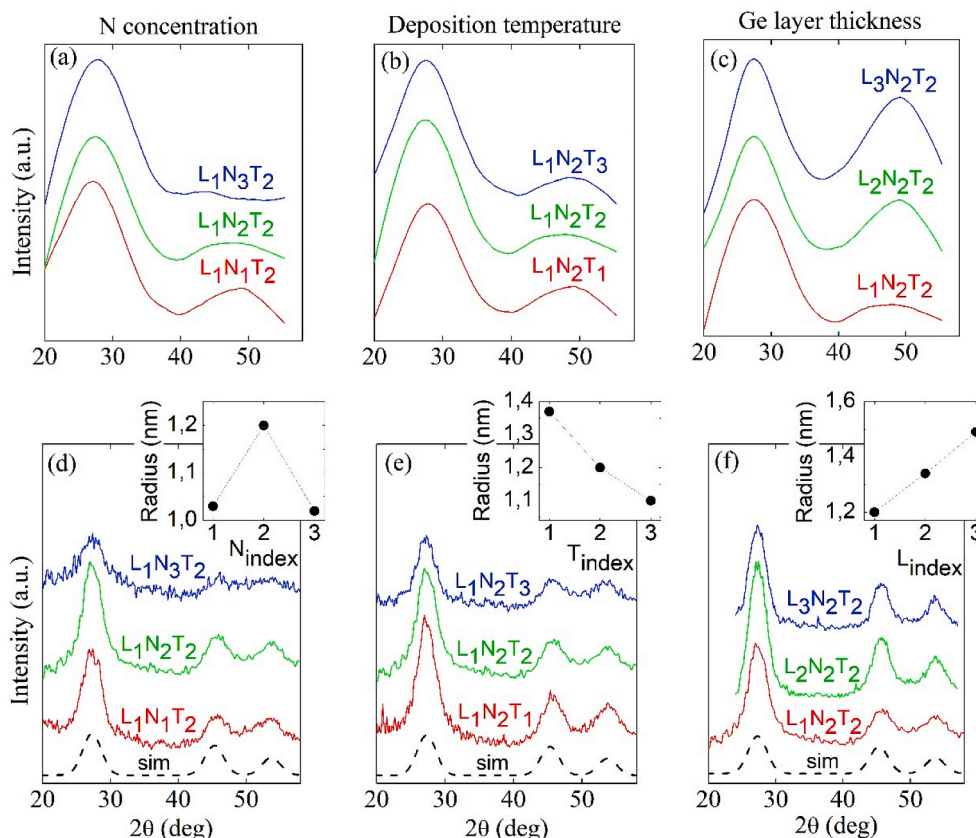 N concentration
Deposition temperature
Ge layer thickness
Intensity (a.u.)
(a)
L1N3T2
L1N2T2
L1N1T2
20 30 40 50
(b)
L1N2T3
L1N2T2
L1N2T1
20 30 40 50
(c)
L3N2T2
L2N2T2
L1N2T2
20 30 40 50
Intensity (a.u.)
(d)
Radius (nm)
1,2
1,1
1,0
1 2 3
Nindex
L1N3T2
L1N2T2
L1N1T2
sim
20 30 40 50
2θ (deg)
(e)
Radius (nm)
1,4
1,3
1,2
1,1
1 2 3
Tindex
L1N2T3
L1N2T2
L1N2T1
sim
20 30 40 50
2θ (deg)
(f)
Radius (nm)
1,6
1,4
1,2
1 2 3
Lindex
L3N2T2
L2N2T2
L1N2T2
sim
20 30 40 50
2θ (deg)